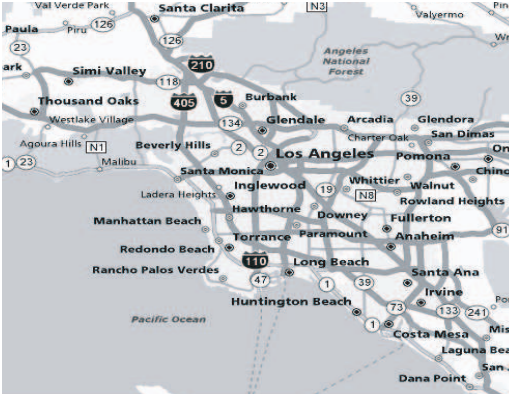 Val Verde Park
Santa Clarita
N3
Valyermo
Paula
Piru
126
23
126
Angeles
National
Forest
210
Simi Valley
118
405
5
Burbank
39
Thousand Oaks
134
Glendale
Arcadia
Glendora
Westlake Village
Charter Oak
San Dimas
Agoura Hills
N1
Beverly Hills
2
2
Los Angeles
Pomona
1
23
Malibu
Santa Monica
Whittier
Chino
Ladera Heights
Inglewood
19
N8
Walnut
Rowland Heights
Hawthorne
Downey
Manhattan Beach
Fullerton
Torrance
Paramount
91
Redondo Beach
Anaheim
110
Rancho Palos Verdes
Long Beach
47
1
39
Santa Ana
Irvine
Huntington Beach
73
133
241
Pacific Ocean
1
Costa Mesa
Mis
Laguna Bea
San
Dana Point